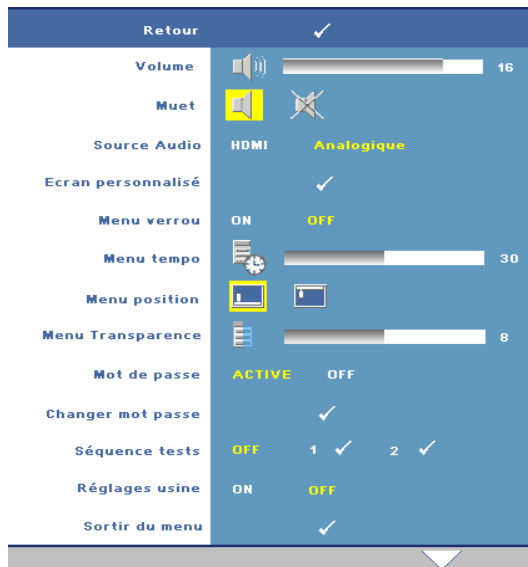 Retour
Volume 16
Muet
Source Audio HDMI Analogique
Ecran personnalisé
Menu verrou ON OFF
Menu tempo 30
Menu position
Menu Transparence 8
Mot de passe ACTIVE OFF
Changer mot passe
Séquence tests OFF 1 2
Réglages usine ON OFF
Sortir du menu